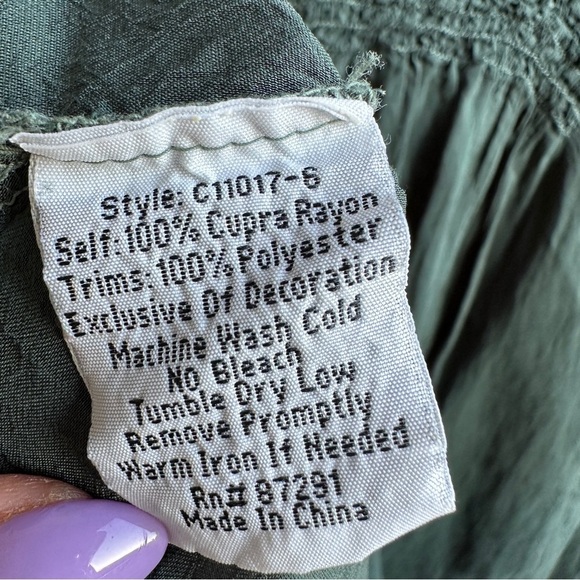 Style: C11017-6
Self: 100% Cupra Rayon
Trims: 100% Polyester
Exclusive Of Decoration
Machine Wash Cold
No Bleach
Tumble Dry Low
Remove Promptly
Warm Iron If Needed
Rn# 87291
Made In China